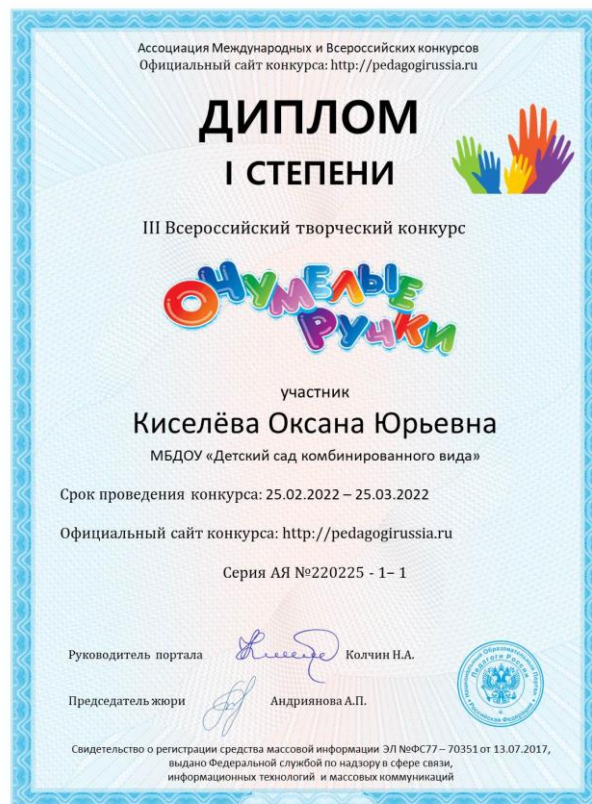 Ассоциация Международных и Всероссийских конкурсов
Официальный сайт конкурса: http://pedagogirussia.ru
ДИПЛОМ
I СТЕПЕНИ
III Всероссийский творческий конкурс
ОЧУМЕЛЫЕ
РУЧКИ
участник
Киселёва Оксана Юрьевна
МБДОУ «Детский сад комбинированного вида»
Срок проведения конкурса: 25.02.2022 – 25.03.2022
Официальный сайт конкурса: http://pedagogirussia.ru
Серия АЯ №220225 - 1– 1
Руководитель портала Колчин Н.А.
Председатель жюри Андриянова А.П.
Педагоги России
Свидетельство о регистрации средства массовой информации ЭЛ №ФС77 – 70351 от 13.07.2017,
выдано Федеральной службой по надзору в сфере связи,
информационных технологий и массовых коммуникаций